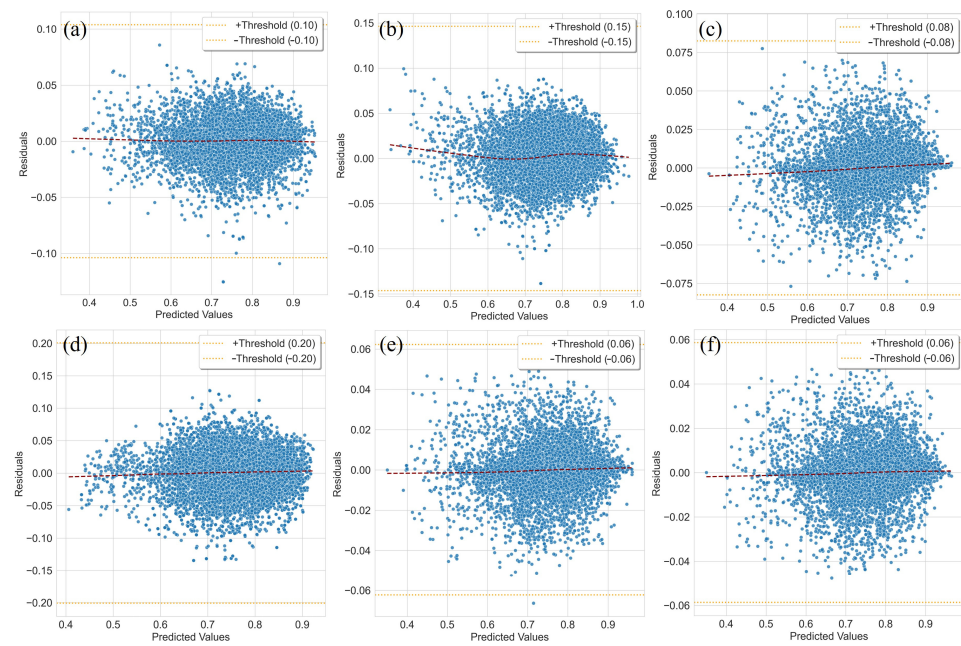 (a)
+Threshold (0.10)
−Threshold (−0.10)
0.10
0.05
0.00
−0.05
−0.10
Residuals
0.4 0.5 0.6 0.7 0.8 0.9
Predicted Values
(b)
+Threshold (0.15)
−Threshold (−0.15)
0.15
0.10
0.05
0.00
−0.05
−0.10
−0.15
Residuals
0.4 0.5 0.6 0.7 0.8 0.9 1.0
Predicted Values
(c)
+Threshold (0.08)
−Threshold (−0.08)
0.100
0.075
0.050
0.025
0.000
−0.025
−0.050
−0.075
Residuals
0.4 0.5 0.6 0.7 0.8 0.9
Predicted Values
(d)
+Threshold (0.20)
−Threshold (−0.20)
0.20
0.15
0.10
0.05
0.00
−0.05
−0.10
−0.15
−0.20
Residuals
0.4 0.5 0.6 0.7 0.8 0.9
Predicted Values
(e)
+Threshold (0.06)
−Threshold (−0.06)
0.06
0.04
0.02
0.00
−0.02
−0.04
−0.06
Residuals
0.4 0.5 0.6 0.7 0.8 0.9
Predicted Values
(f)
+Threshold (0.06)
−Threshold (−0.06)
0.06
0.04
0.02
0.00
−0.02
−0.04
−0.06
Residuals
0.4 0.5 0.6 0.7 0.8 0.9
Predicted Values